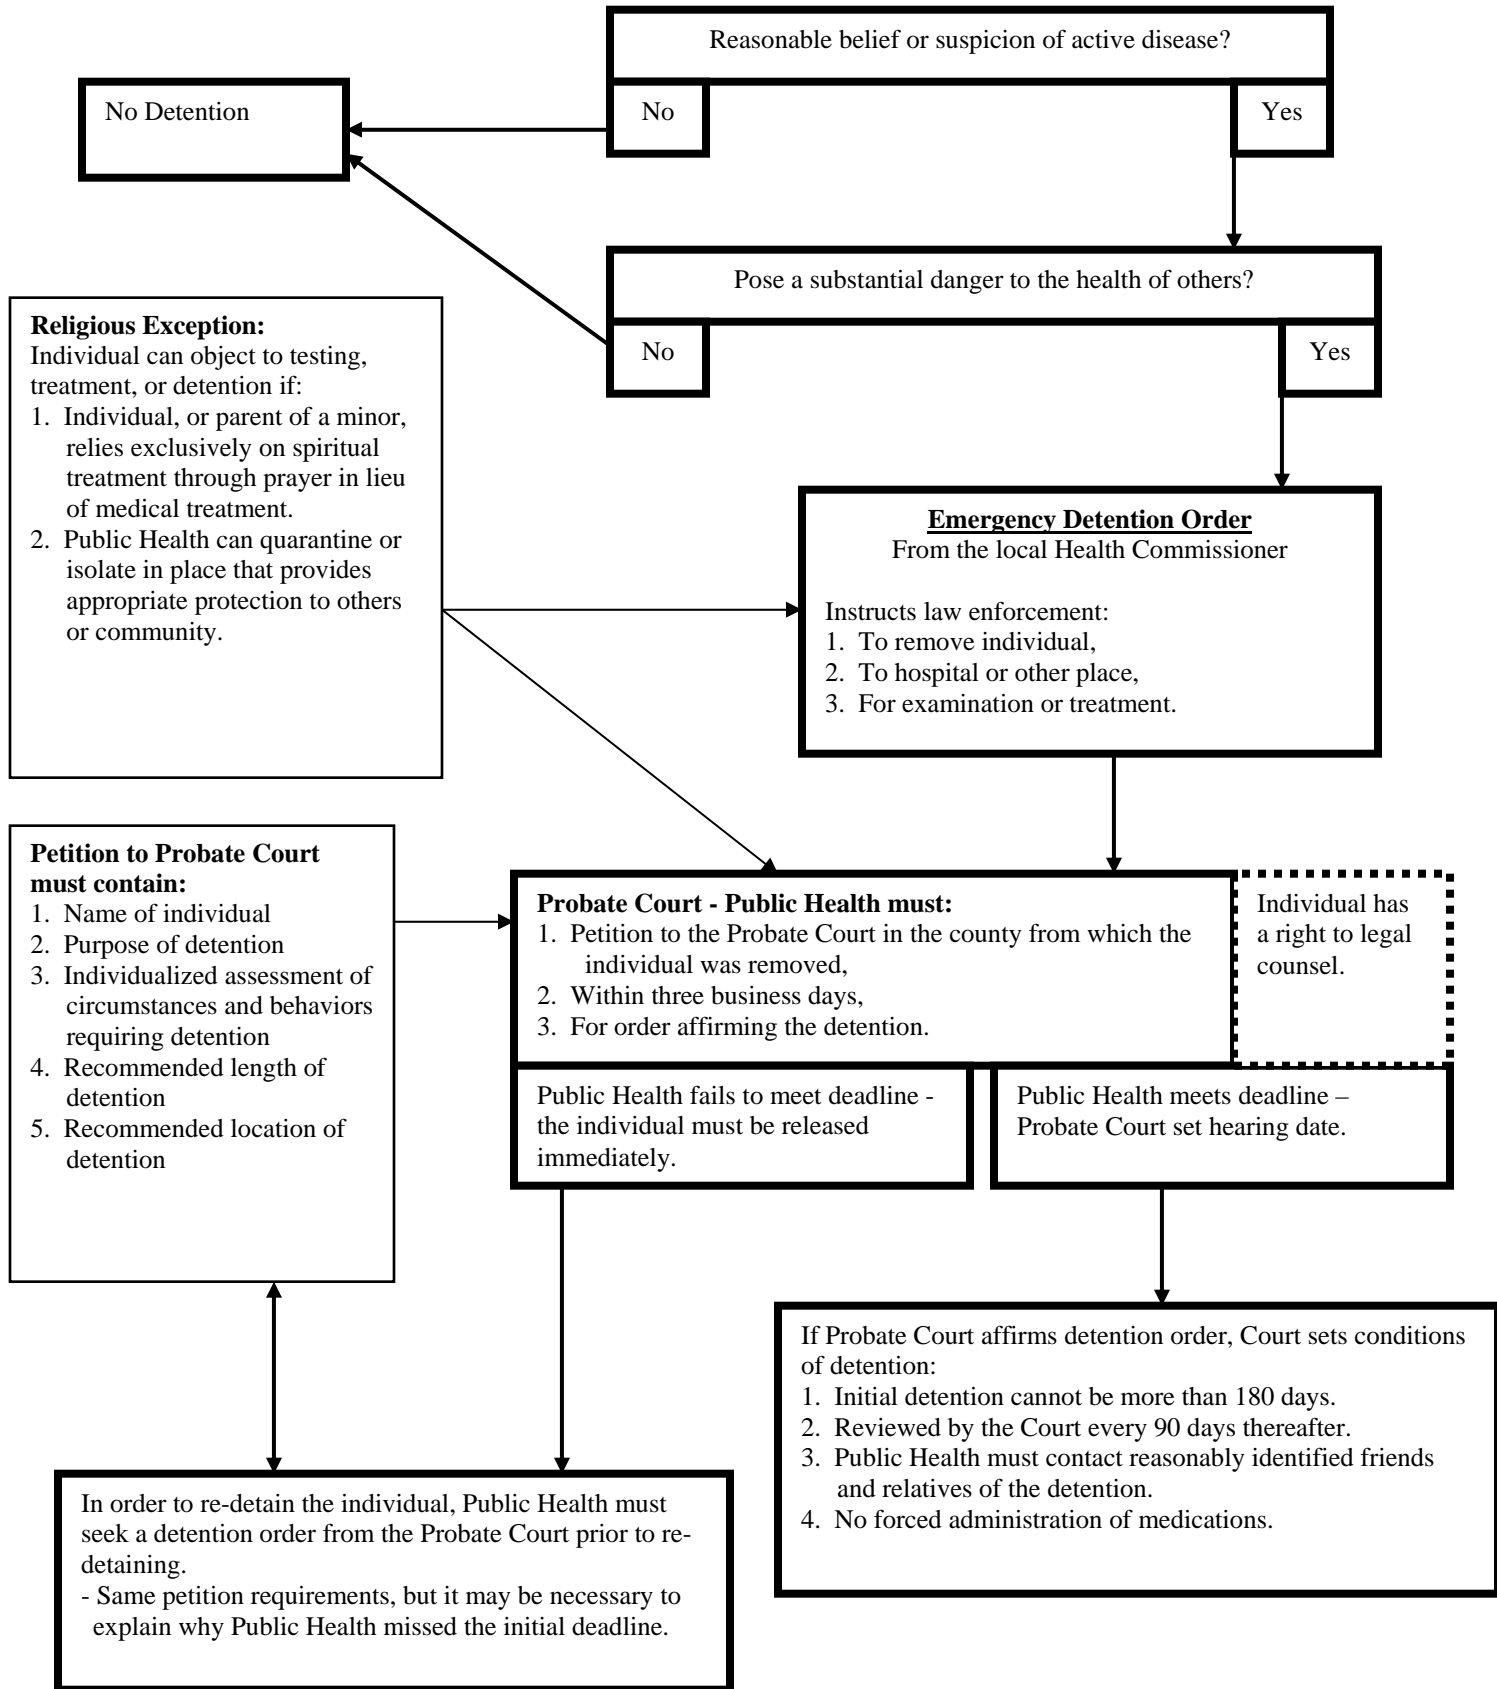 Reasonable belief or suspicion of active disease?
No
Yes
No Detention
Pose a substantial danger to the health of others?
No
Yes
Religious Exception:
Individual can object to testing,
treatment, or detention if:
1. Individual, or parent of a minor,
relies exclusively on spiritual
treatment through prayer in lieu
of medical treatment.
2. Public Health can quarantine or
isolate in place that provides
appropriate protection to others
or community.
Emergency Detention Order
From the local Health Commissioner
Instructs law enforcement:
1. To remove individual,
2. To hospital or other place,
3. For examination or treatment.
Petition to Probate Court
must contain:
1. Name of individual
2. Purpose of detention
3. Individualized assessment of
circumstances and behaviors
requiring detention
4. Recommended length of
detention
5. Recommended location of
detention
Probate Court - Public Health must:
1. Petition to the Probate Court in the county from which the
individual was removed,
2. Within three business days,
3. For order affirming the detention.
Individual has
a right to legal
counsel.
Public Health fails to meet deadline -
the individual must be released
immediately.
Public Health meets deadline –
Probate Court set hearing date.
If Probate Court affirms detention order, Court sets conditions
of detention:
1. Initial detention cannot be more than 180 days.
2. Reviewed by the Court every 90 days thereafter.
3. Public Health must contact reasonably identified friends
and relatives of the detention.
4. No forced administration of medications.
In order to re-detain the individual, Public Health must
seek a detention order from the Probate Court prior to re-
detaining.
- Same petition requirements, but it may be necessary to
explain why Public Health missed the initial deadline.